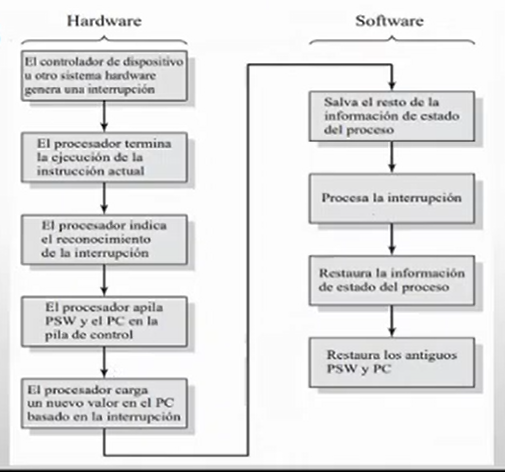 Hardware
El controlador de dispositivo
u otro sistema hardware
genera una interrupción
El procesador termina
la ejecución de la
instrucción actual
El procesador indica
el reconocimiento
de la interrupción
El procesador apila
PSW y el PC en la
pila de control
El procesador carga
un nuevo valor en el PC
basado en la interrupción
Software
Salva el resto de la
información de estado
del proceso
Procesa la interrupción
Restaura la información
de estado del proceso
Restaura los antiguos
PSW y PC